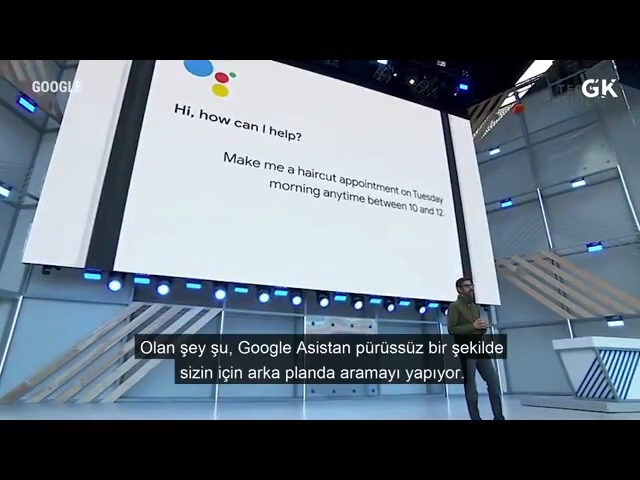 GOOGLE
GK
Hi, how can I help?
Make me a haircut appointment on Tuesday
morning anytime between 10 and 12.
Olan şey şu, Google Asistan pürüssüz bir şekilde
sizin için arka planda aramayı yapıyor.